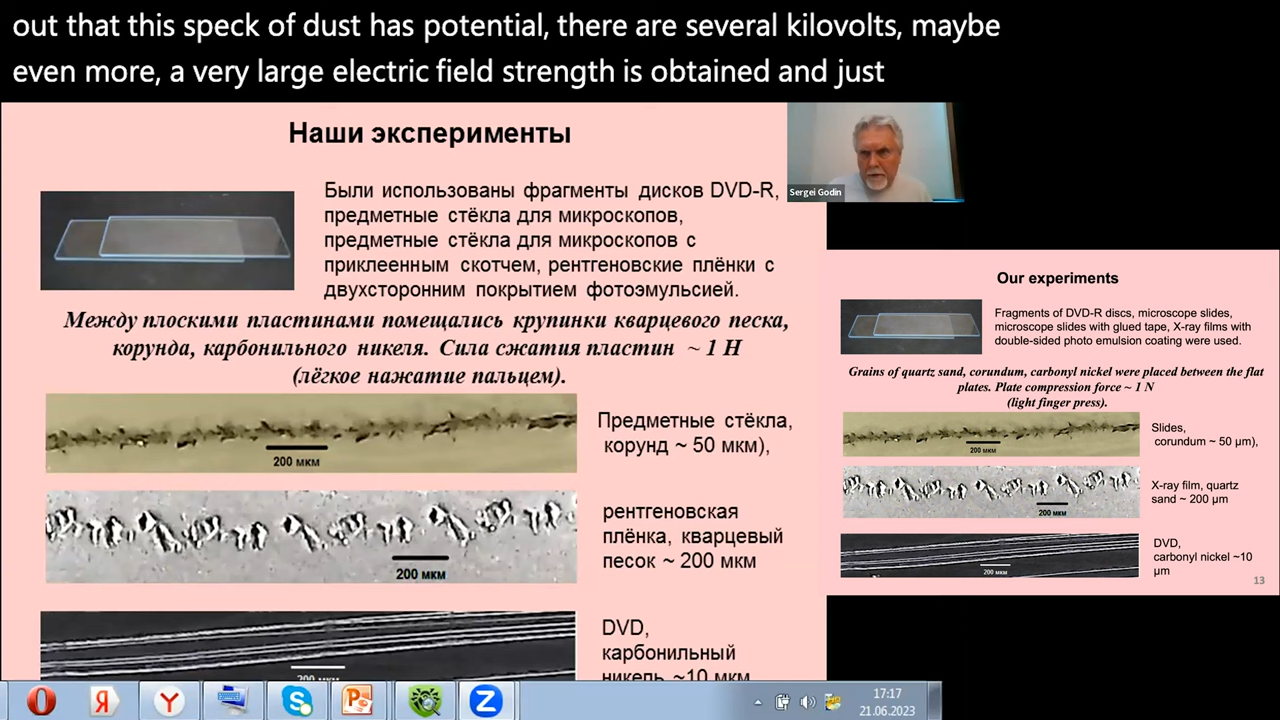 out that this speck of dust has potential, there are several kilovolts, maybe
even more, a very large electric field strength is obtained and just
Наши эксперименты
Были использованы фрагменты дисков DVD-R,
предметные стёкла для микроскопов,
предметные стёкла для микроскопов с
приклеенным скотчем, рентгеновские плёнки с
двухсторонним покрытием фотоэмульсией.
Между плоскими пластинами помещались крупинки кварцевого песка,
корунда, карбонильного никеля. Сила сжатия пластин ~ 1 Н
(лёгкое нажатие пальцем).
200 мкм
Предметные стёкла,
корунд ~ 50 мкм),
200 мкм
рентгеновская
плёнка, кварцевый
песок ~ 200 мкм
DVD,
карбонильный
никель ~10 мкм
Sergei Godin
Our experiments
Fragments of DVD-R discs, microscope slides,
microscope slides with glued tape, X-ray films with
double-sided photo emulsion coating were used.
Grains of quartz sand, corundum, carbonyl nickel were placed between the flat
plates. Plate compression force ~ 1 N
(light finger press).
200 мкм
Slides,
corundum ~ 50 μm),
200 мкм
X-ray film, quartz
sand ~ 200 μm
200 мкм
DVD,
carbonyl nickel ~10
μm
13
17:17
21.06.2023